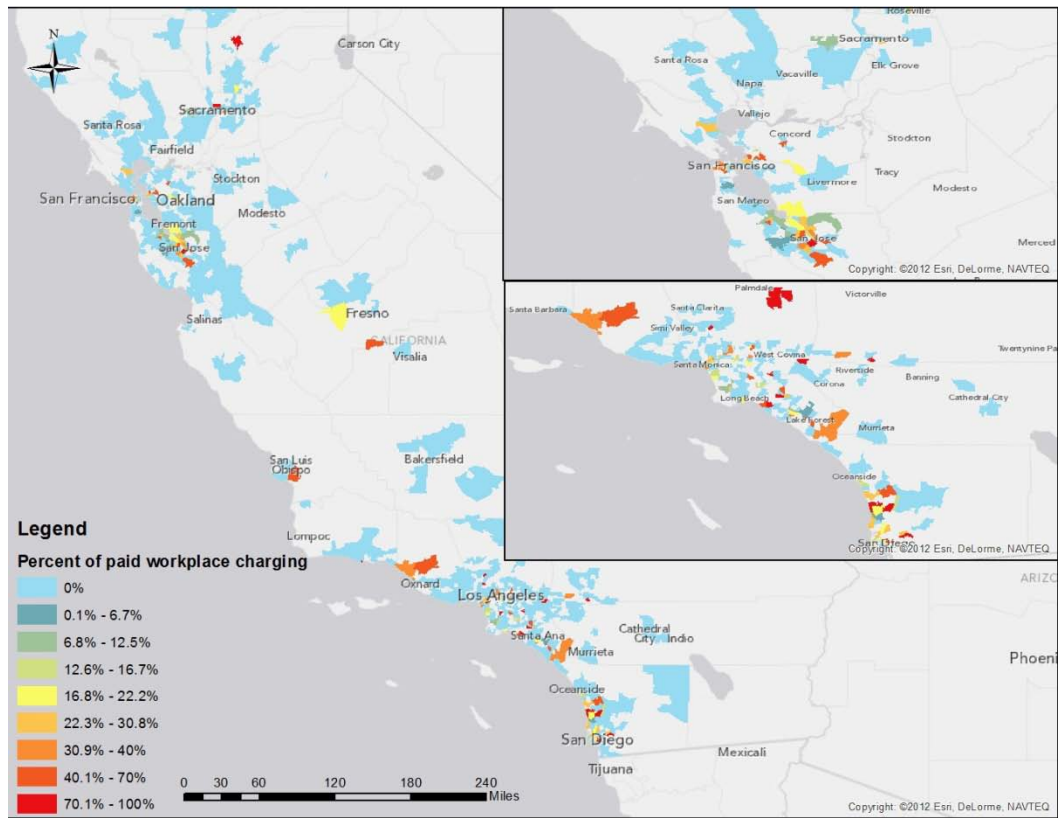 N
Carson City
Sacramento
Santa Rosa
Fairfield
Stockton
San Francisco
Oakland
Modesto
Fremont
San Jose
Salinas
Fresno
CALIFORNIA
Visalia
San Luis
Obispo
Bakersfield
Lompoc
Oxnard
Los Angeles
Santa Ana
Cathedral
City
Indio
Murrieta
Oceanside
San Diego
Tijuana
Mexicali
ARIZO
Phoeni
Legend
Percent of paid workplace charging
0%
0.1% - 6.7%
6.8% - 12.5%
12.6% - 16.7%
16.8% - 22.2%
22.3% - 30.8%
30.9% - 40%
40.1% - 70%
70.1% - 100%
0 30 60 120 180 240
Miles
Copyright: ©2012 Esri, DeLorme, NAVTEQ
Roseville
Sacramento
Santa Rosa
Elk Grove
Vacaville
Napa
Vallejo
Concord
Stockton
San Francisco
Tracy
Livermore
Modesto
San Mateo
San Jose
Merced
Copyright: ©2012 Esri, DeLorme, NAVTEQ
Palmdale
Victorville
Santa Barbara
Santa Clarita
Simi Valley
Twentynine Pa
West Covina
Santa Monica
Riverside
Banning
Corona
Long Beach
Cathedral City
Lake Forest
Murrieta
Oceanside
San Diego
Copyright: ©2012 Esri, DeLorme, NAVTEQ